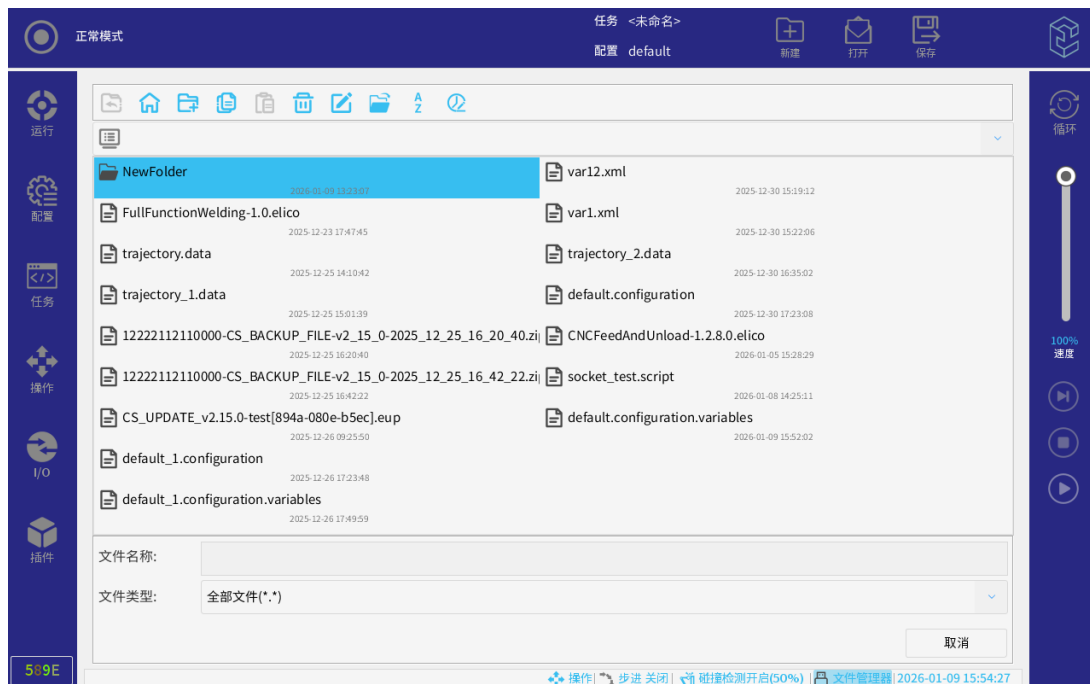 正常模式
任务 <未命名>
配置 default
新建
打开
保存
运行
配置
任务
操作
I/O
插件
589E
NewFolder
2026-01-09 13:23:07
FullFunctionWelding-1.0.elico
2025-12-23 17:47:45
trajectory.data
2025-12-25 14:10:42
trajectory_1.data
2025-12-25 15:01:39
12222112110000-CS_BACKUP_FILE-v2_15_0-2025_12_25_16_20_40.zi
2025-12-25 16:20:40
12222112110000-CS_BACKUP_FILE-v2_15_0-2025_12_25_16_42_22.zi
2025-12-25 16:42:22
CS_UPDATE_v2.15.0-test[894a-080e-b5ec].eup
2025-12-26 09:25:50
default_1.configuration
2025-12-26 17:23:48
default_1.configuration.variables
2025-12-26 17:49:59
var12.xml
2025-12-30 15:19:12
var1.xml
2025-12-30 15:22:06
trajectory_2.data
2025-12-30 16:35:02
default.configuration
2025-12-30 17:23:08
CNCFeedAndUnload-1.2.8.0.elico
2026-01-05 15:28:29
socket_test.script
2026-01-08 14:25:11
default.configuration.variables
2026-01-09 15:52:02
文件名称:
文件类型: 全部文件(*.*)
取消
循环
100%
速度
操作| 步进 关闭| 碰撞检测开启(50%) | 文件管理器 | 2026-01-09 15:54:27